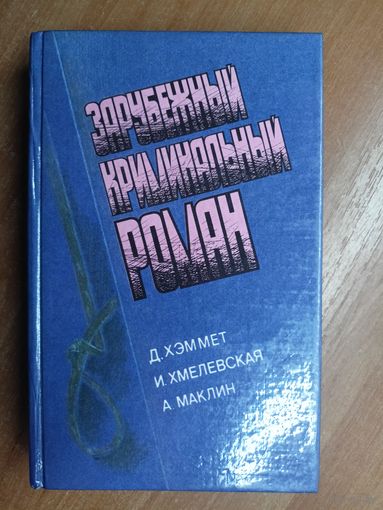 ЗАРУБЕЖНЫЙ
КРИМИНАЛЬНЫЙ
РОМАН
Д. ХЭММЕТ
И. ХМЕЛЕВСКАЯ
А. МАКЛИН